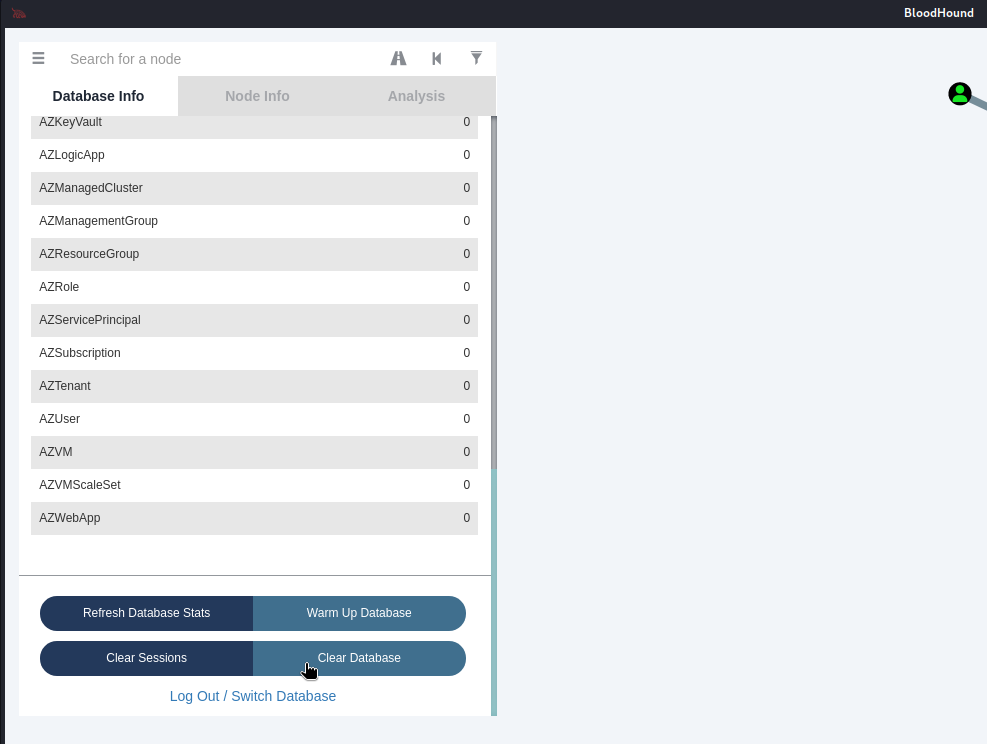 BloodHound
Search for a node
Database Info Node Info Analysis
AZKeyVault 0
AZLogicApp 0
AZManagedCluster 0
AZManagementGroup 0
AZResourceGroup 0
AZRole 0
AZServicePrincipal 0
AZSubscription 0
AZTenant 0
AZUser 0
AZVM 0
AZVMScaleSet 0
AZWebApp 0
Refresh Database Stats Warm Up Database
Clear Sessions Clear Database
Log Out / Switch Database